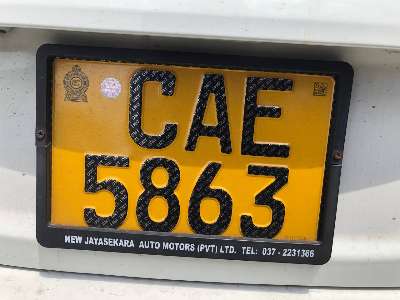 CAE
5863
NEW JAYASEKARA AUTO MOTORS (PVT) LTD. TEL: 037 - 2231366